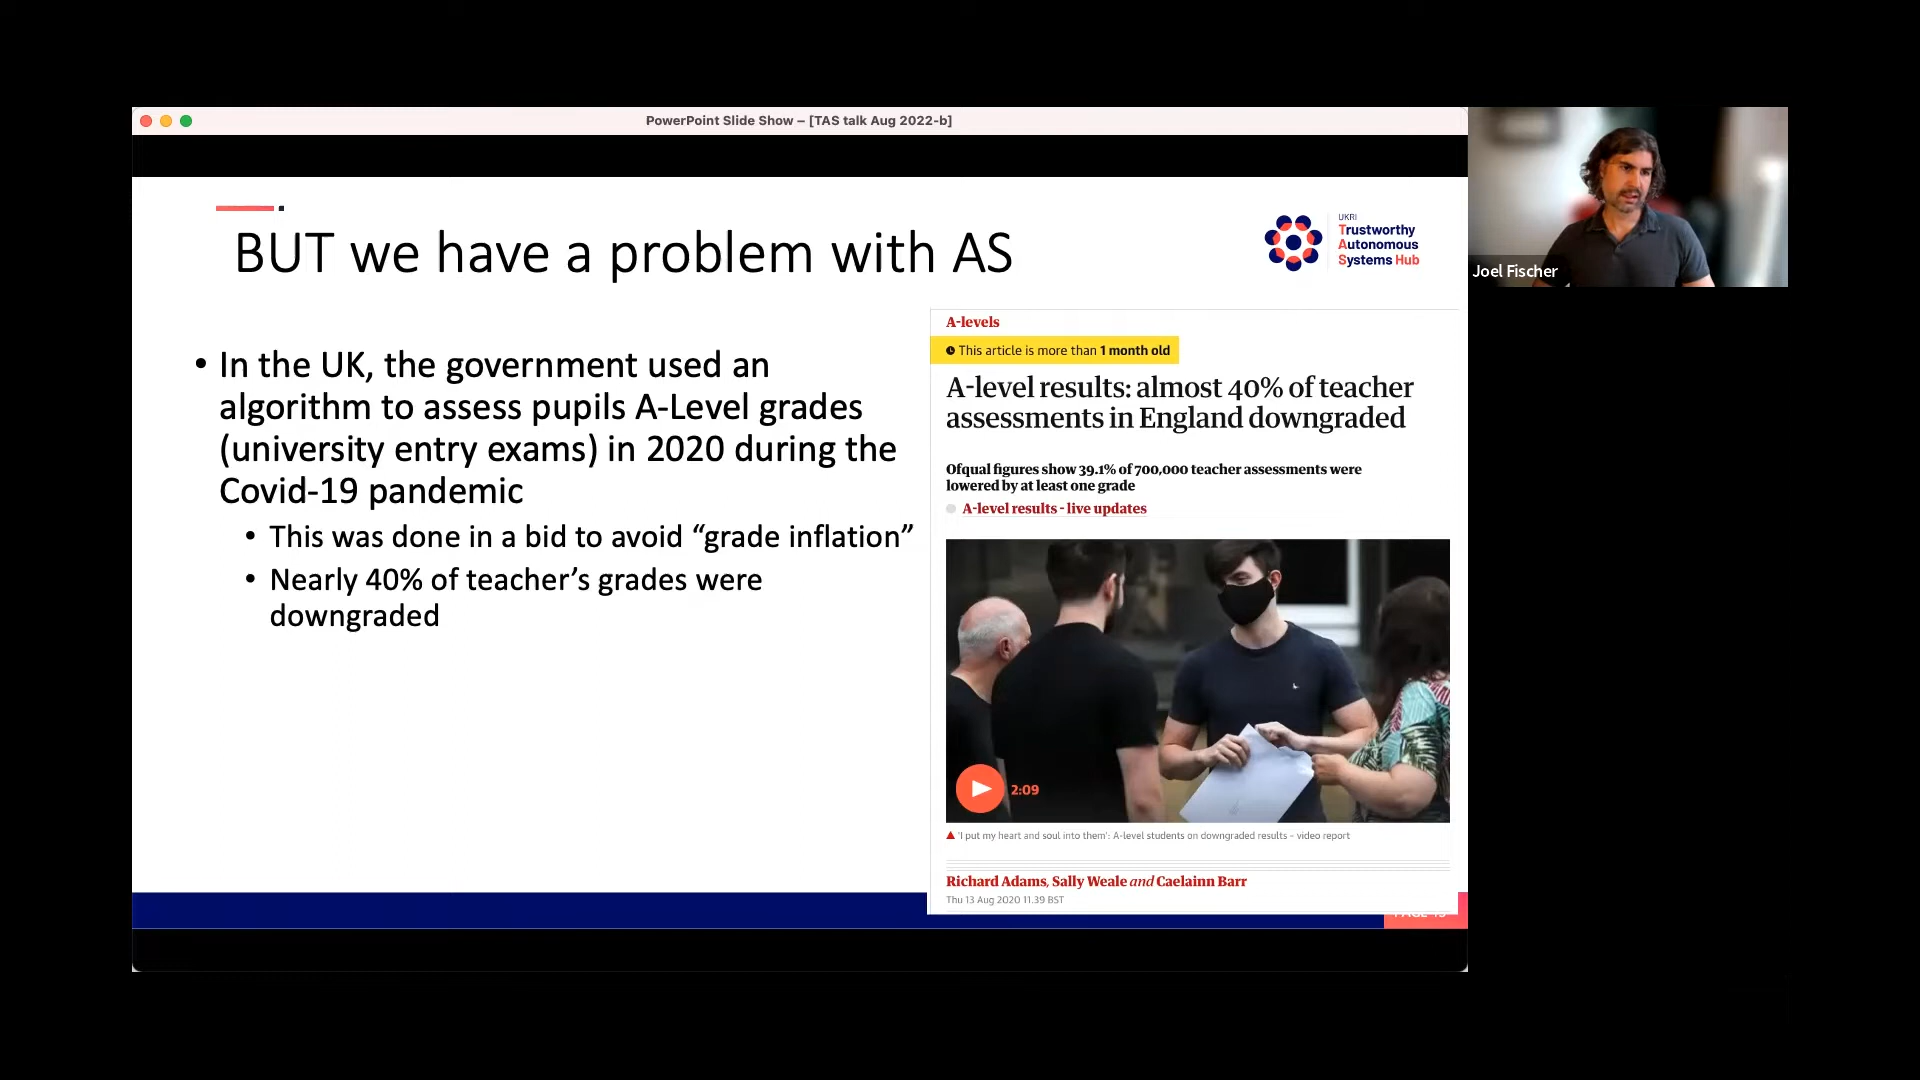 PowerPoint Slide Show – [TAS talk Aug 2022-b]
BUT we have a problem with AS
UKRI
Trustworthy
Autonomous
Systems Hub
Joel Fischer
• In the UK, the government used an
algorithm to assess pupils A-Level grades
(university entry exams) in 2020 during the
Covid-19 pandemic
• This was done in a bid to avoid “grade inflation”
• Nearly 40% of teacher’s grades were
downgraded
A-levels
This article is more than 1 month old
A-level results: almost 40% of teacher
assessments in England downgraded
Ofqual figures show 39.1% of 700,000 teacher assessments were
lowered by at least one grade
A-level results - live updates
2:09
'I put my heart and soul into them': A-level students on downgraded results – video report
Richard Adams, Sally Weale and Caelainn Barr
Thu 13 Aug 2020 11.39 BST